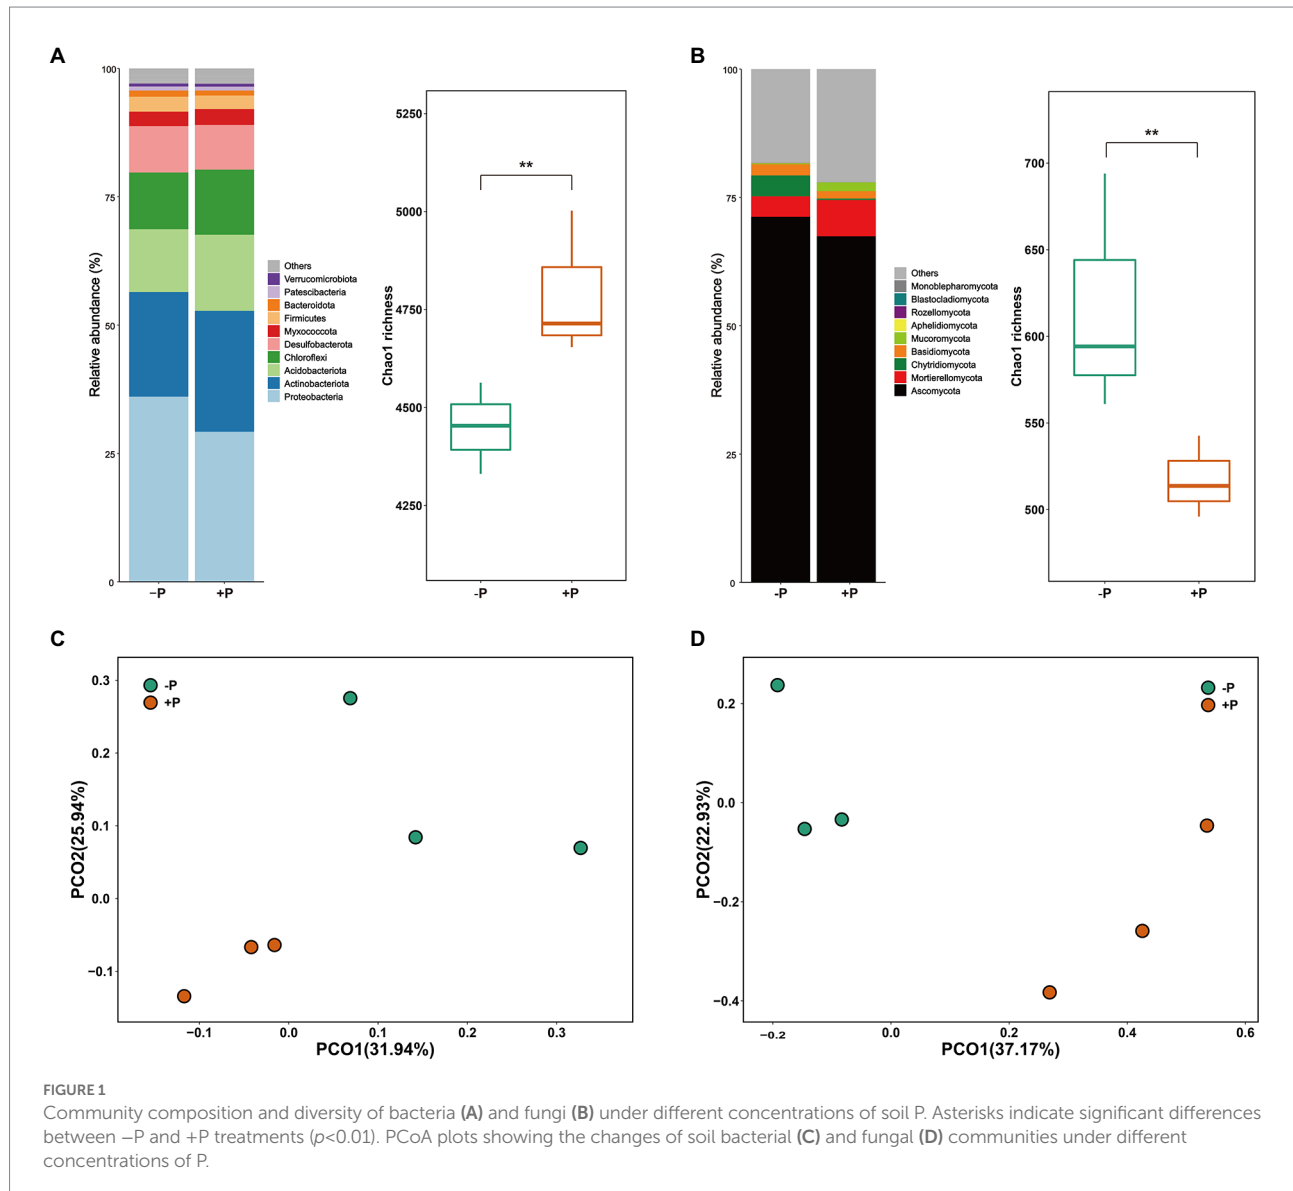 A
100
75
50
25
0
Relative abundance (%)
−P
+P
Others
Verrucomicrobiota
Patescibacteria
Bacteroidota
Firmicutes
Myxococcota
Desulfobacterota
Chloroflexi
Acidobacteriota
Actinobacteriota
Proteobacteria
5250
5000
4750
4500
4250
Chao1 richness
**
-P
+P
B
100
75
50
25
0
Relative abundance (%)
-P
+P
Others
Monoblepharomycota
Blastocladiomycota
Rozellomycota
Aphelidiomycota
Mucoromycota
Basidiomycota
Chytridiomycota
Mortierellomycota
Ascomycota
700
650
600
550
500
Chao1 richness
**
-P
+P
C
-P
+P
0.3
0.2
0.1
0.0
−0.1
PCO2(25.94%)
−0.1
0.0
0.1
0.2
0.3
PCO1(31.94%)
D
-P
+P
0.2
0.0
−0.2
−0.4
PCO2(22.93%)
−0.2
0.0
0.2
0.4
0.6
PCO1(37.17%)
FIGURE 1
Community composition and diversity of bacteria (A) and fungi (B) under different concentrations of soil P. Asterisks indicate significant differences
between −P and +P treatments (p<0.01). PCoA plots showing the changes of soil bacterial (C) and fungal (D) communities under different
concentrations of P.